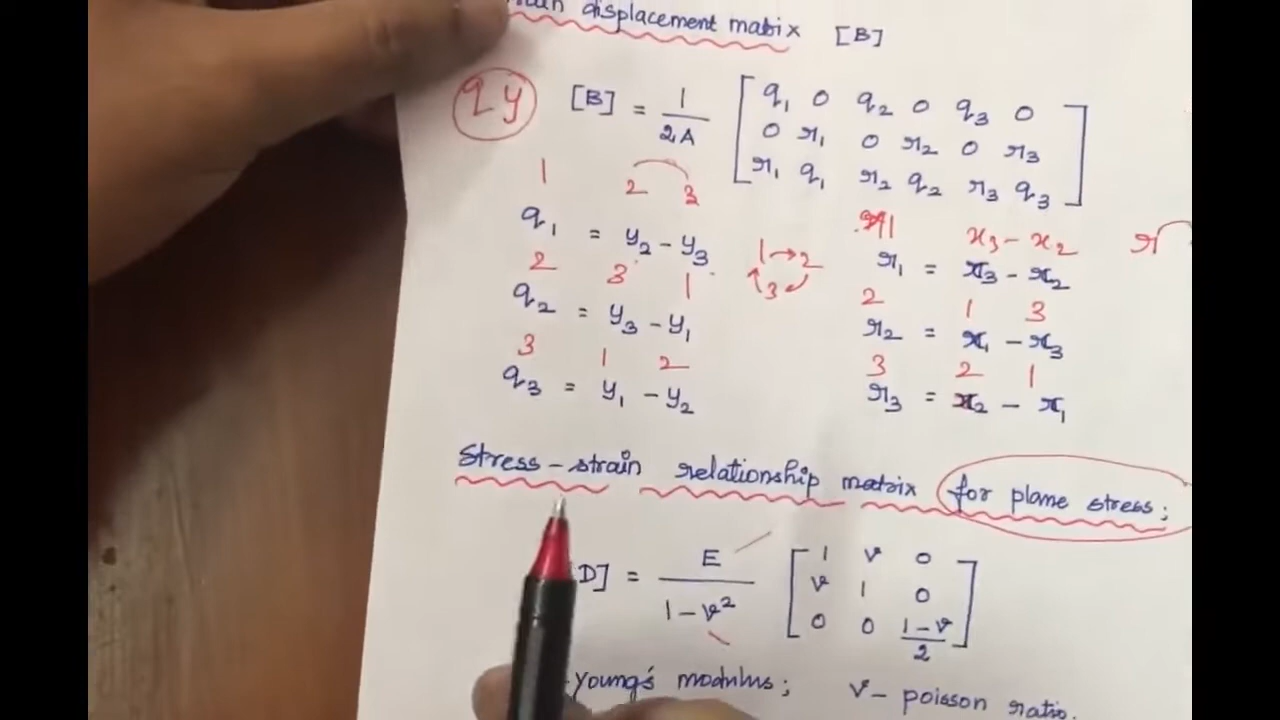 displacement matrix [B]
qy [B] = 1/2A [q₁ 0 q₂ 0 q₃ 0
0 r₁ 0 r₂ 0 r₃
r₁ q₁ r₂ q₂ r₃ q₃]
1 2 3 r1 x₃ - x₂ r
q₁ = y₂ - y₃ 1→2 3 r₁ = x₃ - x₂
2 3 1 2 1 3
q₂ = y₃ - y₁ r₂ = x₁ - x₃
3 1 2 3 2 1
q₃ = y₁ - y₂ r₃ = x₂ - x₁
Stress-strain relationship matrix for plane stress;
D] = E/1-v² [1 v 0
v 1 0
0 0 1-v/2]
young's modulus; v - poisson ratio.